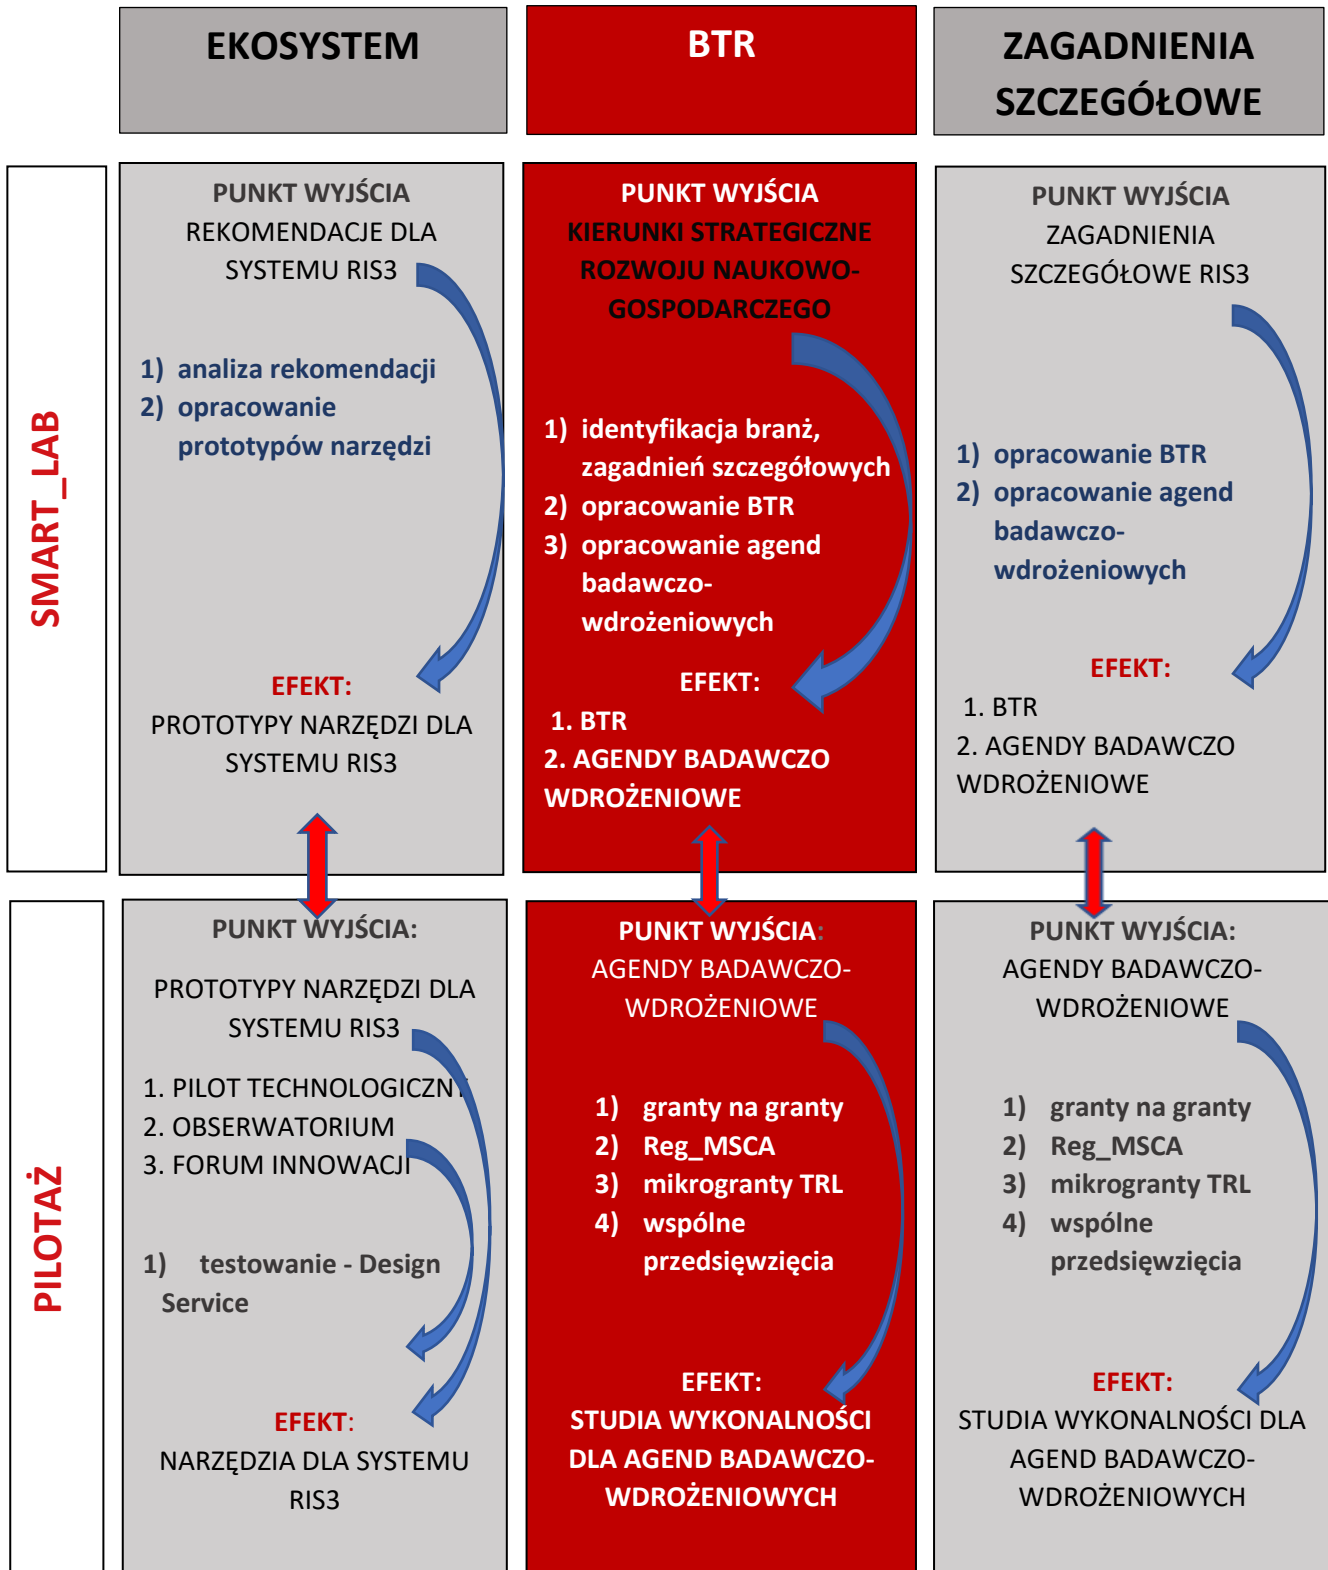 EKOSYSTEM
BTR
ZAGADNIENIA
SZCZEGÓŁOWE
SMART_LAB
PUNKT WYJŚCIA
REKOMENDACJE DLA
SYSTEMU RIS3
1) analiza rekomendacji
2) opracowanie
prototypów narzędzi
EFEKT:
PROTOTYPY NARZĘDZI DLA
SYSTEMU RIS3
PUNKT WYJŚCIA
KIERUNKI STRATEGICZNE
ROZWOJU NAUKOWO-
GOSPODARCZEGO
1) identyfikacja branż,
zagadnień szczegółowych
2) opracowanie BTR
3) opracowanie agend
badawczo-
wdrożeniowych
EFEKT:
1. BTR
2. AGENDY BADAWCZO
WDROŻENIOWE
PUNKT WYJŚCIA
ZAGADNIENIA
SZCZEGÓŁOWE RIS3
1) opracowanie BTR
2) opracowanie agend
badawczo-
wdrożeniowych
EFEKT:
1. BTR
2. AGENDY BADAWCZO
WDROŻENIOWE
PILOTAŻ
PUNKT WYJŚCIA:
PROTOTYPY NARZĘDZI DLA
SYSTEMU RIS3
1. PILOT TECHNOLOGICZNY
2. OBSERWATORIUM
3. FORUM INNOWACJI
1) testowanie - Design
Service
EFEKT:
NARZĘDZIA DLA SYSTEMU
RIS3
PUNKT WYJŚCIA:
AGENDY BADAWCZO-
WDROŻENIOWE
1) granty na granty
2) Reg_MSCA
3) mikrogranty TRL
4) wspólne
przedsięwzięcia
EFEKT:
STUDIA WYKONALNOŚCI
DLA AGEND BADAWCZO-
WDROŻENIOWYCH
PUNKT WYJŚCIA:
AGENDY BADAWCZO-
WDROŻENIOWE
1) granty na granty
2) Reg_MSCA
3) mikrogranty TRL
4) wspólne
przedsięwzięcia
EFEKT:
STUDIA WYKONALNOŚCI DLA
AGEND BADAWCZO-
WDROŻENIOWYCH